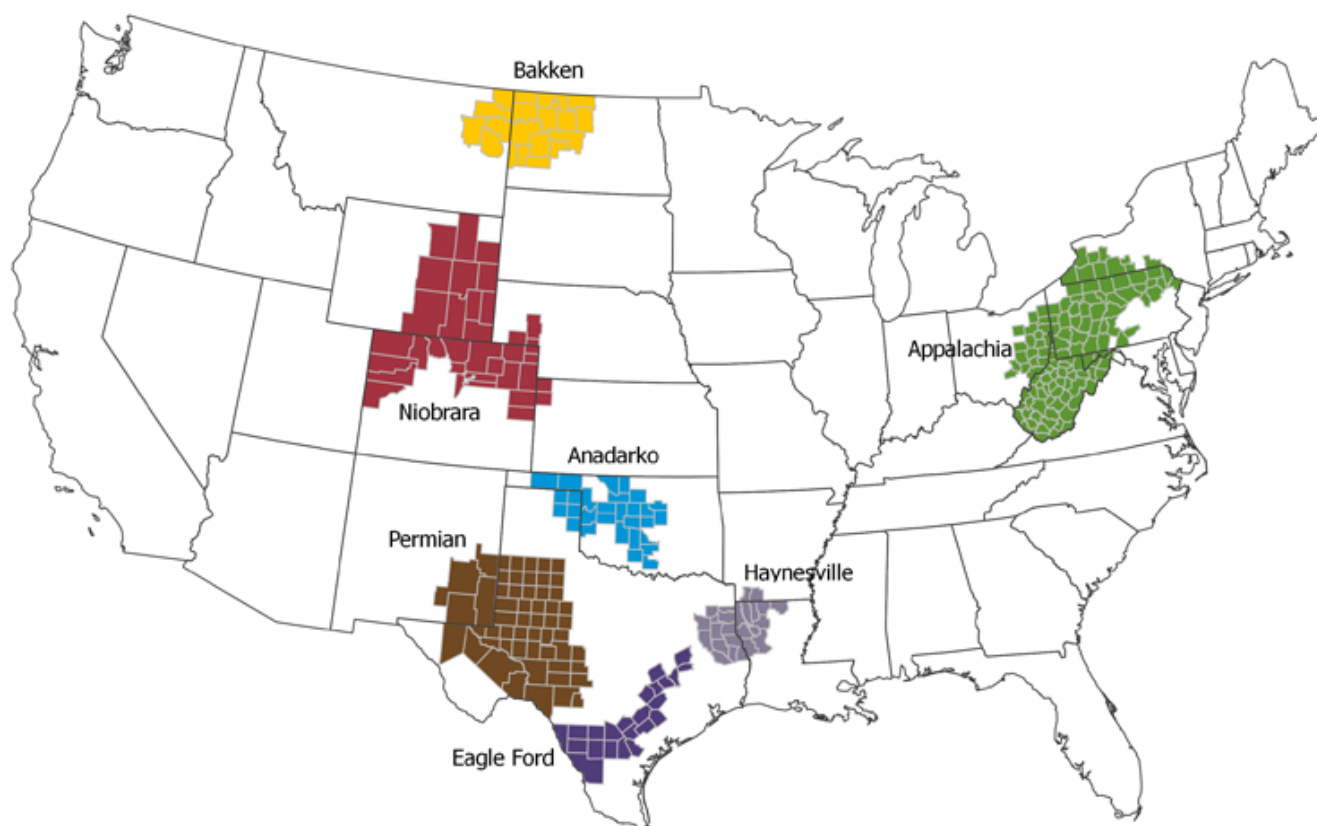 Bakken
Appalachia
Niobrara
Anadarko
Permian
Haynesville
Eagle Ford